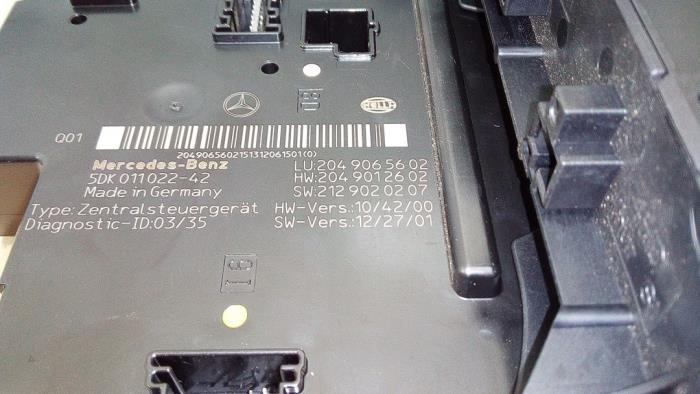 HELLA
Q01
2049065602151312061501(0)
Mercedes-Benz LU:204 906 56 02
5DK 011 022-42 HW:204 901 26 02
Made in Germany SW:212 902 02 07
Type:Zentralsteuergerät HW-Vers:10/42/00
Diagnostic-ID:03/35 SW-Vers:12/27/01